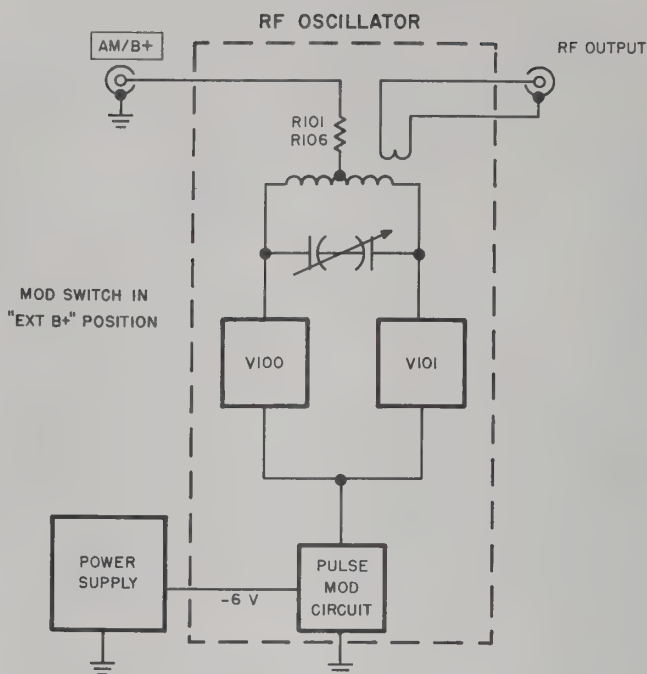 RF OSCILLATOR
AM/B+
RF OUTPUT
R101
R106
MOD SWITCH IN
"EXT B+" POSITION
V100
V101
POWER
SUPPLY
-6 V
PULSE
MOD
CIRCUIT